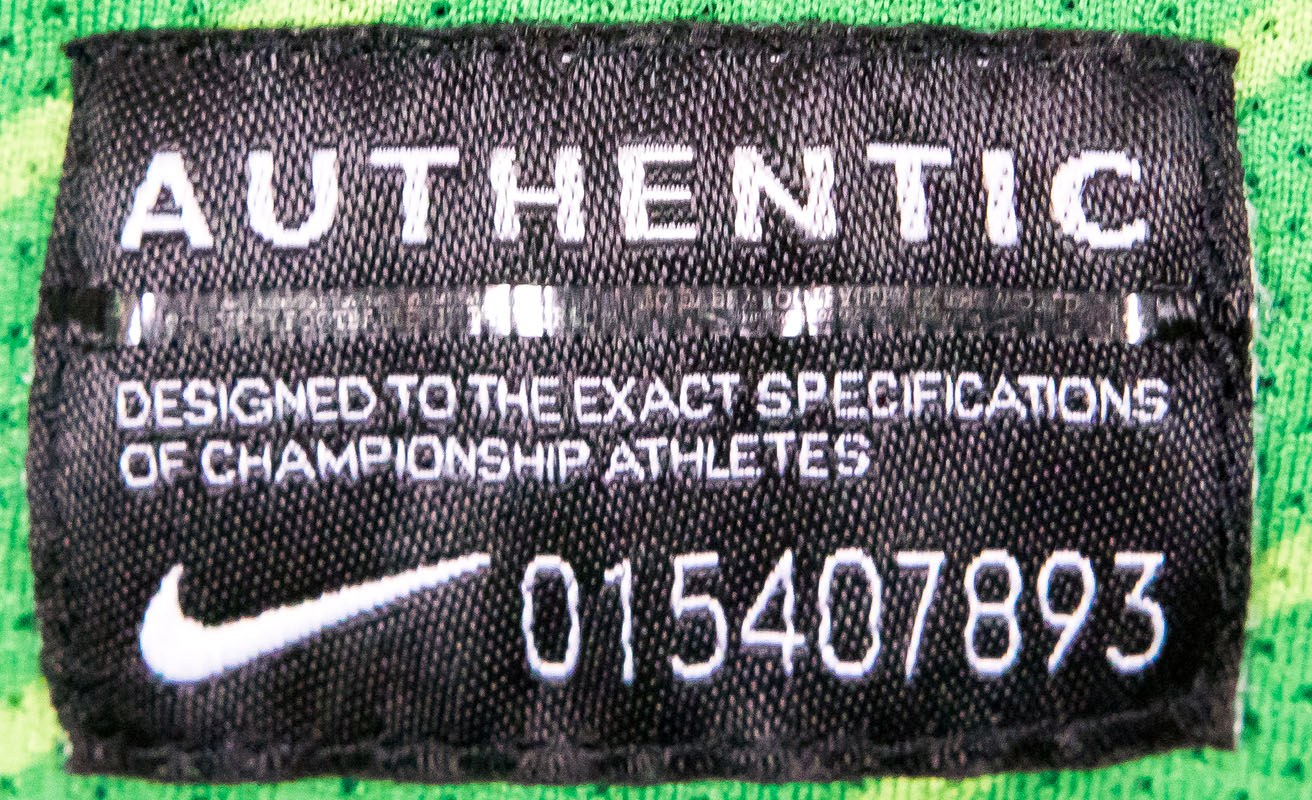 AUTHENTIC
DESIGNED TO THE EXACT SPECIFICATIONS
OF CHAMPIONSHIP ATHLETES
015407893